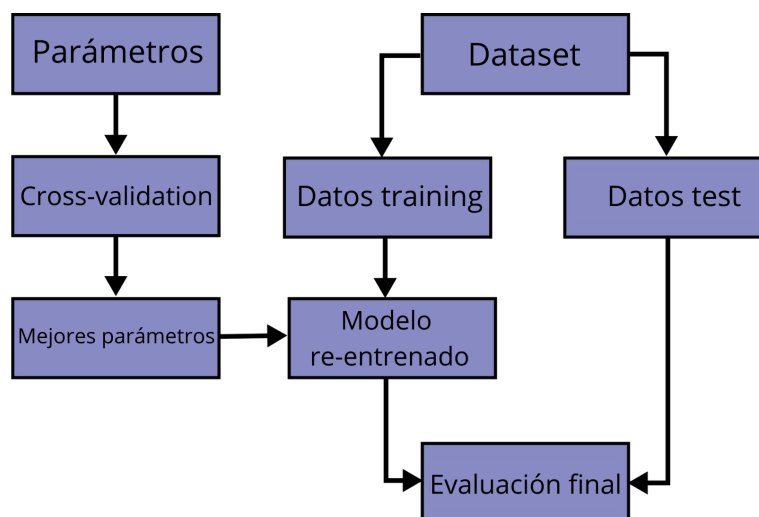 Parámetros
Dataset
Cross-validation
Datos training
Datos test
Mejores parámetros
Modelo
re-entrenado
Evaluación final